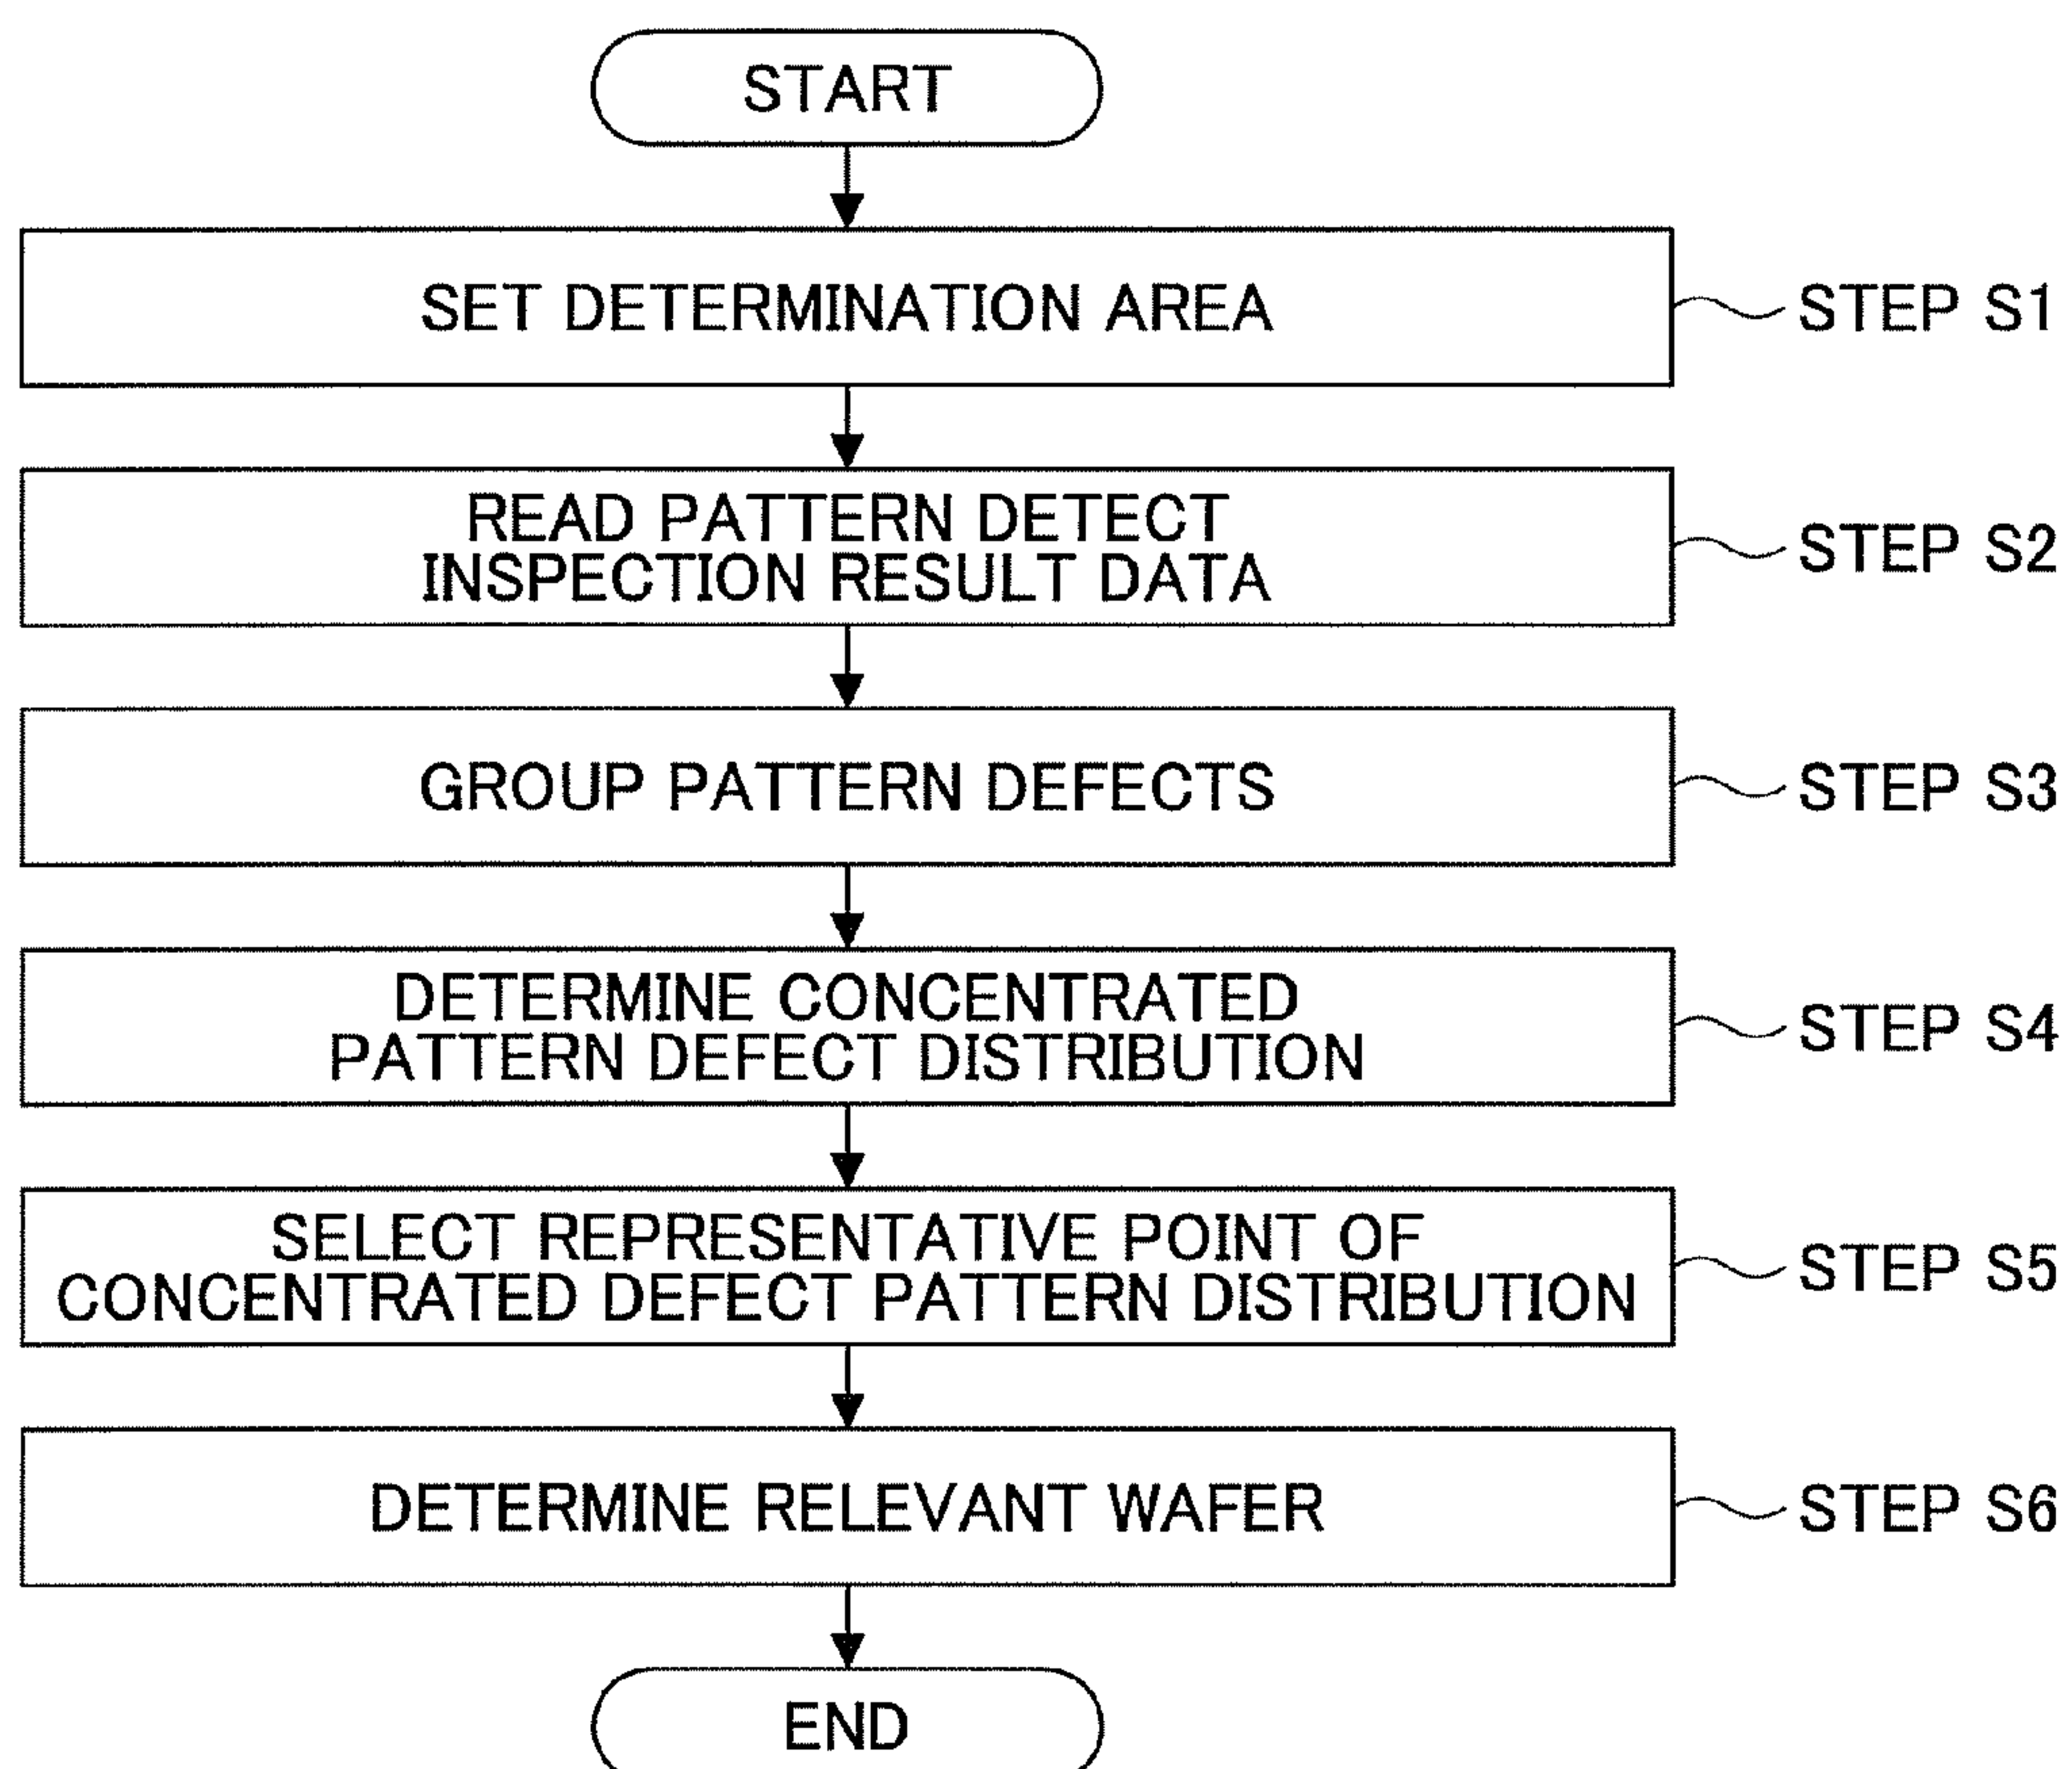 START
SET DETERMINATION AREA
STEP S1
READ PATTERN DETECT
INSPECTION RESULT DATA
STEP S2
GROUP PATTERN DEFECTS
STEP S3
DETERMINE CONCENTRATED
PATTERN DEFECT DISTRIBUTION
STEP S4
SELECT REPRESENTATIVE POINT OF
CONCENTRATED DEFECT PATTERN DISTRIBUTION
STEP S5
DETERMINE RELEVANT WAFER
STEP S6
END